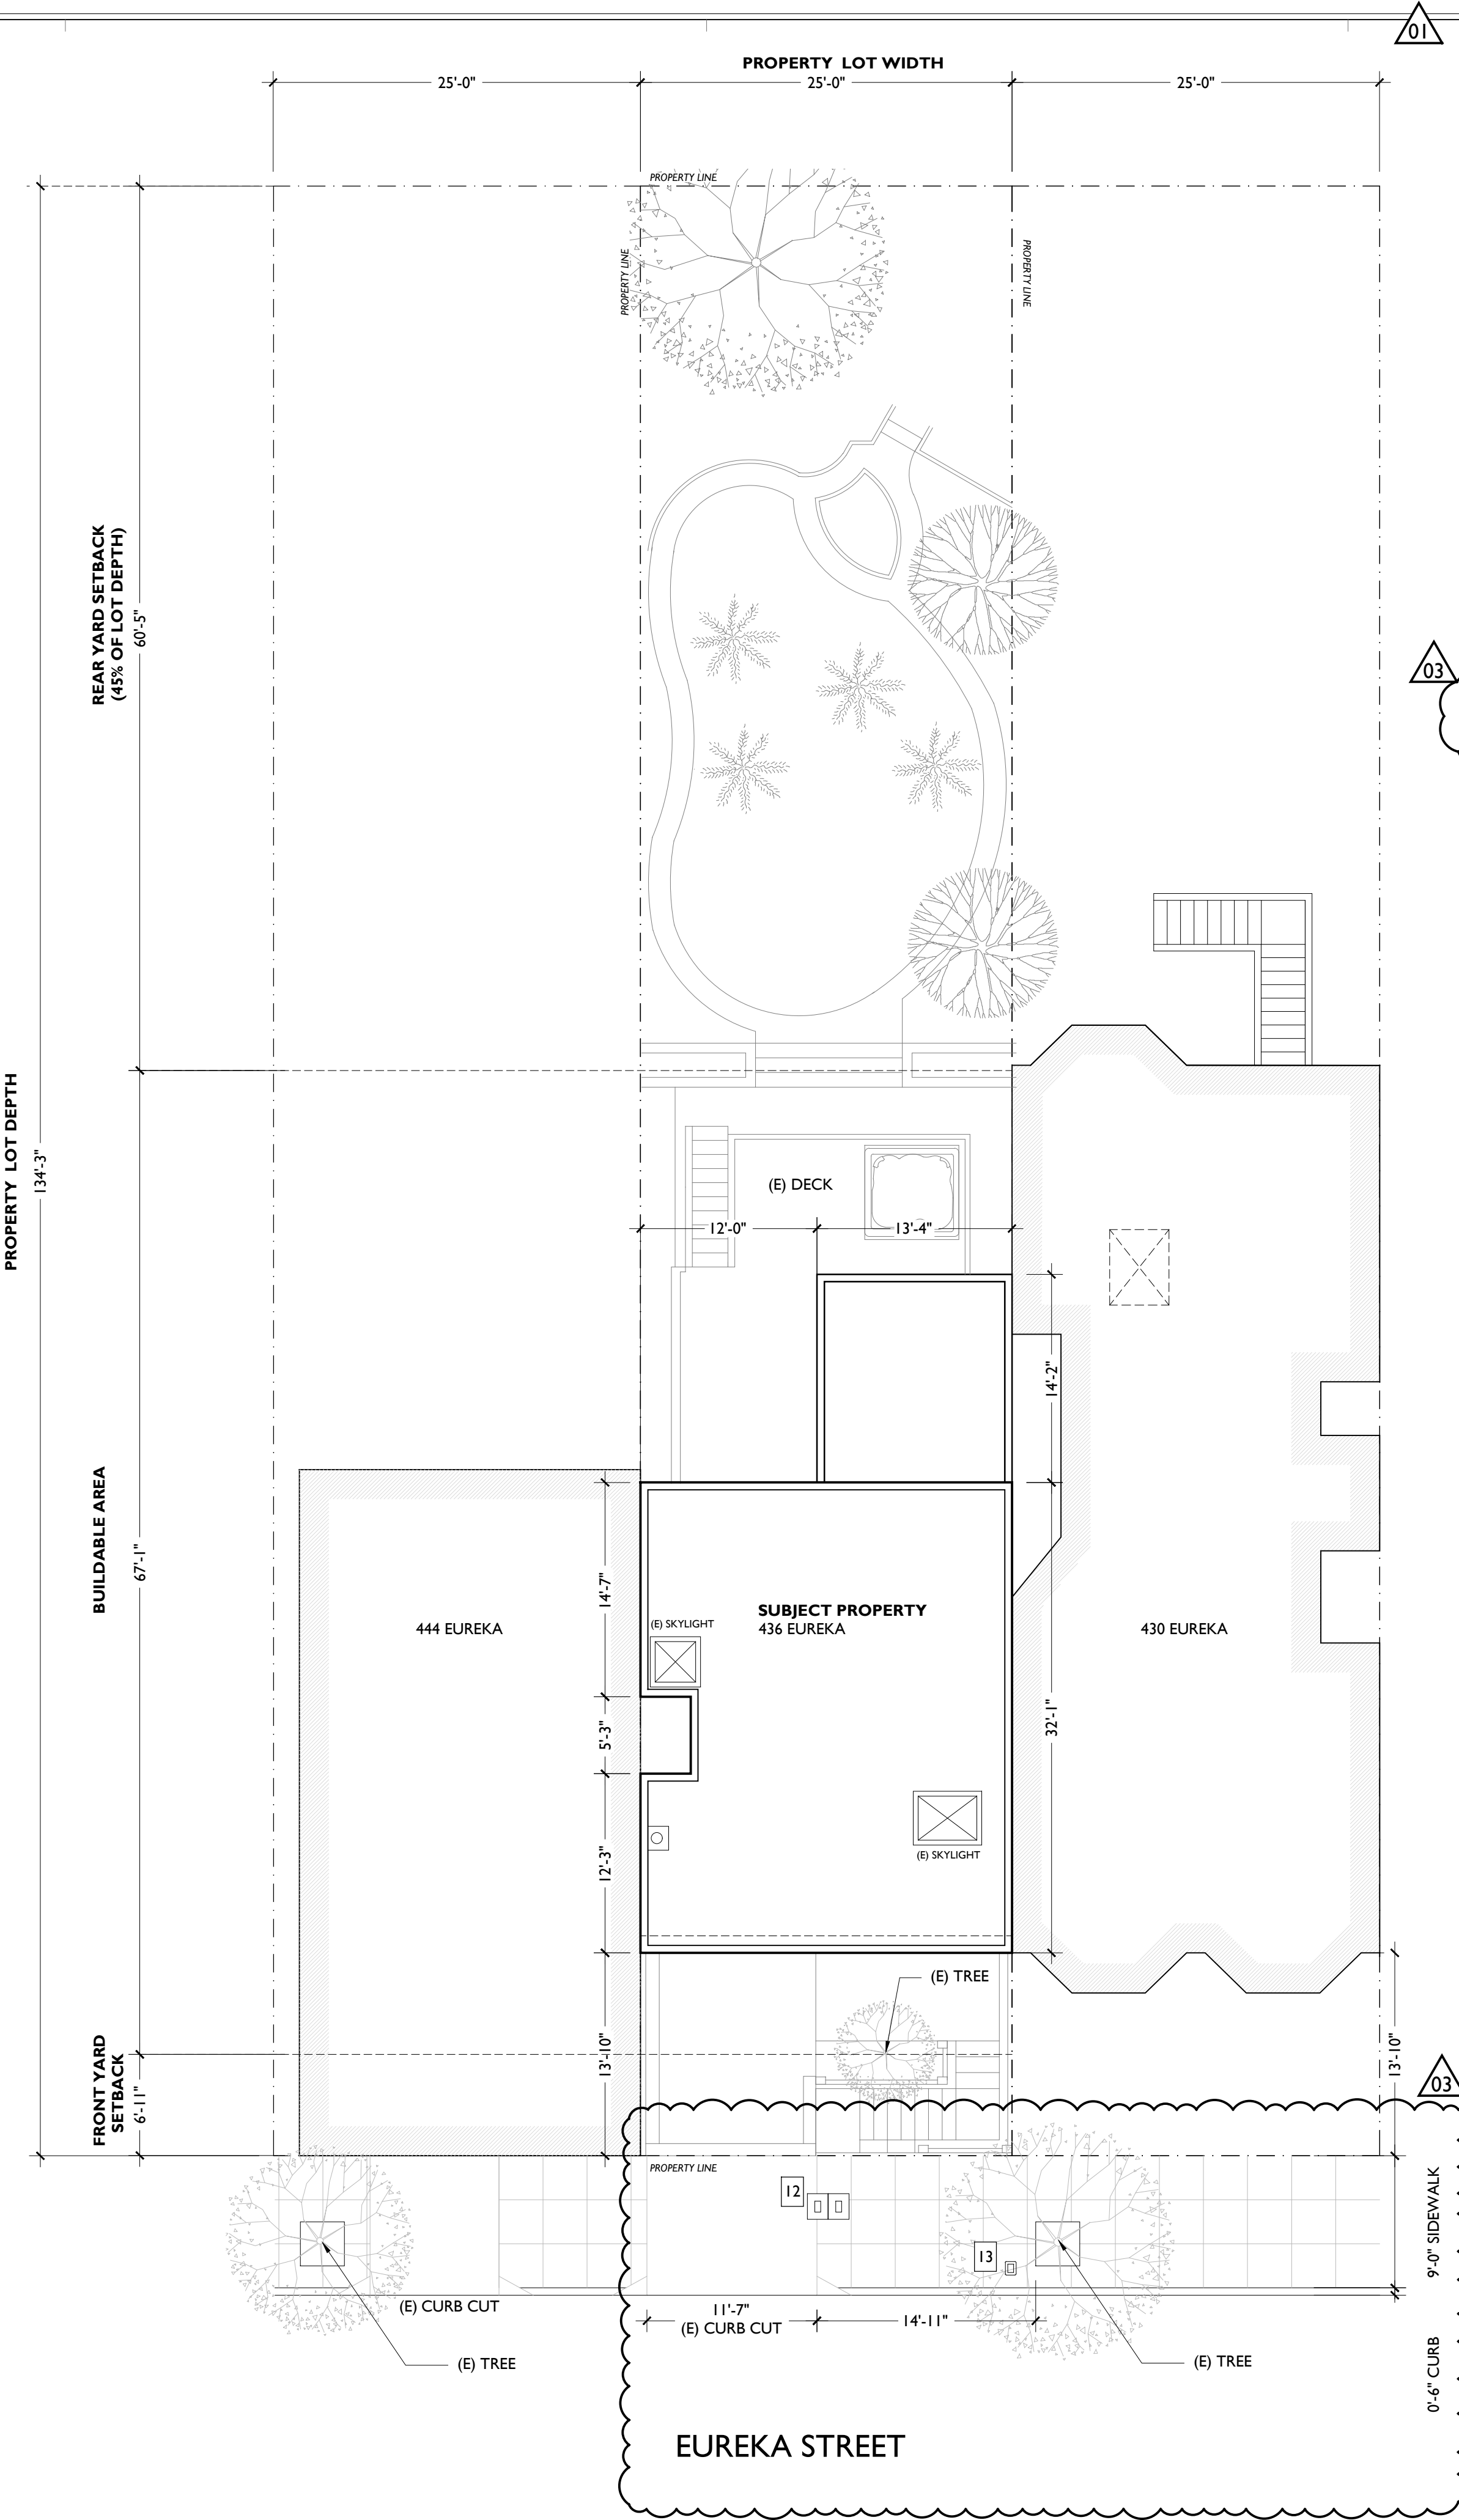 01
PROPERTY LOT WIDTH
25'-0"
25'-0"
25'-0"
PROPERTY LINE
PROPERTY LINE
PROPERTY LINE
REAR YARD SETBACK
(45% OF LOT DEPTH)
60'-5"
03
PROPERTY LOT DEPTH
134'-3"
(E) DECK
12'-0"
13'-4"
14'-2"
BUILDABLE AREA
67'-1"
14'-7"
(E) SKYLIGHT
SUBJECT PROPERTY
444 EUREKA
436 EUREKA
430 EUREKA
5'-3"
32'-1"
12'-3"
(E) SKYLIGHT
(E) TREE
FRONT YARD
SETBACK
6'-11"
13'-10"
13'-10"
03
PROPERTY LINE
12
13
9'-0" SIDEWALK
(E) CURB CUT
11'-7"
(E) CURB CUT
14'-11"
(E) TREE
(E) TREE
0'-6" CURB
EUREKA STREET